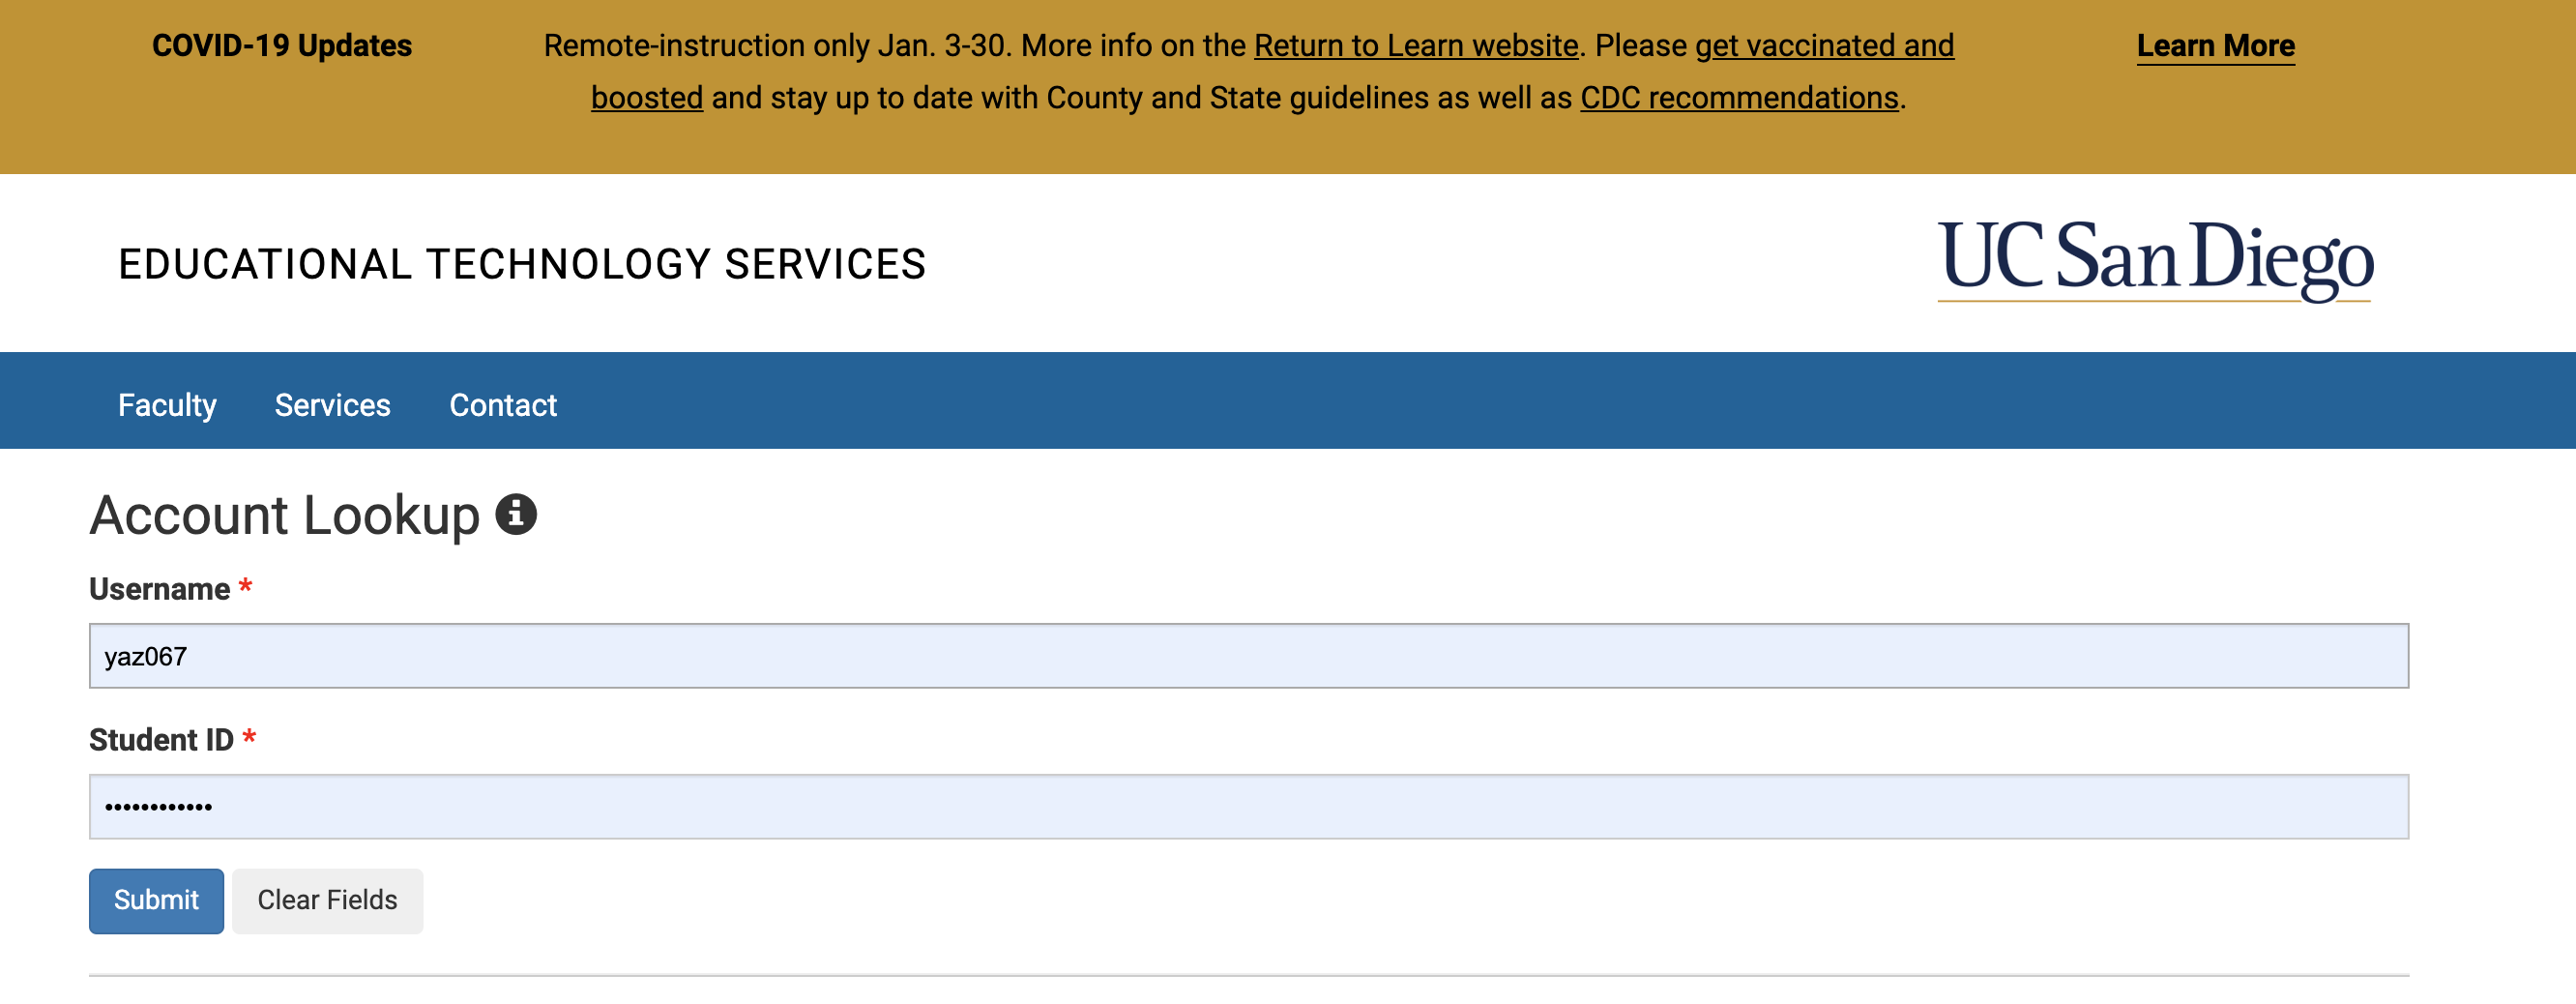 COVID-19 Updates
Remote-instruction only Jan. 3-30. More info on the Return to Learn website. Please get vaccinated and
boosted and stay up to date with County and State guidelines as well as CDC recommendations.
Learn More
EDUCATIONAL TECHNOLOGY SERVICES
UC San Diego
Faculty
Services
Contact
Account Lookup
Username *
yaz067
Student ID *
••••••••••••
Submit
Clear Fields